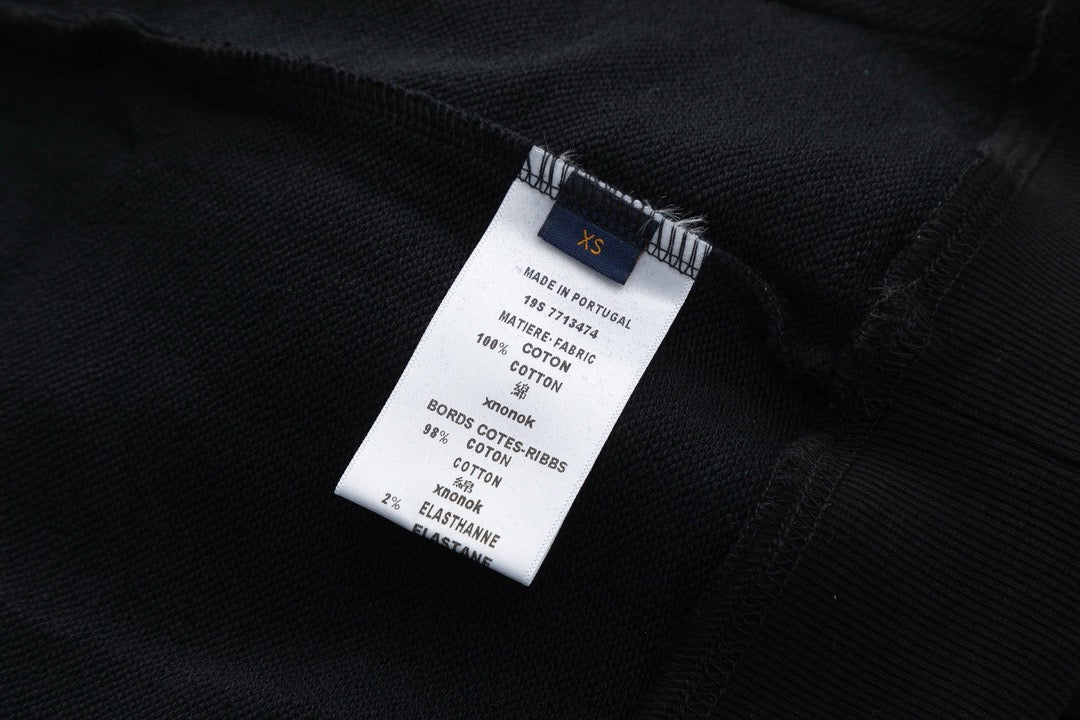 XS
MADE IN PORTUGAL
19S 7713474
MATIERE-FABRIC
100% COTON
COTTON
綿
xnonok
BORDS COTES-RIBBS
98% COTON
COTTON
綿
xnonok
2% ELASTHANNE
ELASTANE